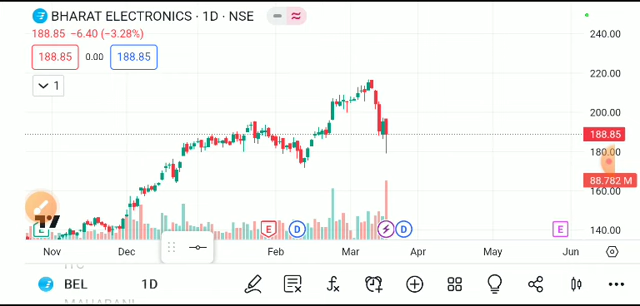 BHARAT ELECTRONICS · 1D · NSE
188.85 −6.40 (−3.28%)
188.85 0.00 188.85
1
240.00
220.00
200.00
188.85
180.00
88.782 M
160.00
140.00
E E D D E
Nov Dec Feb Mar Apr May Jun
BEL 1D